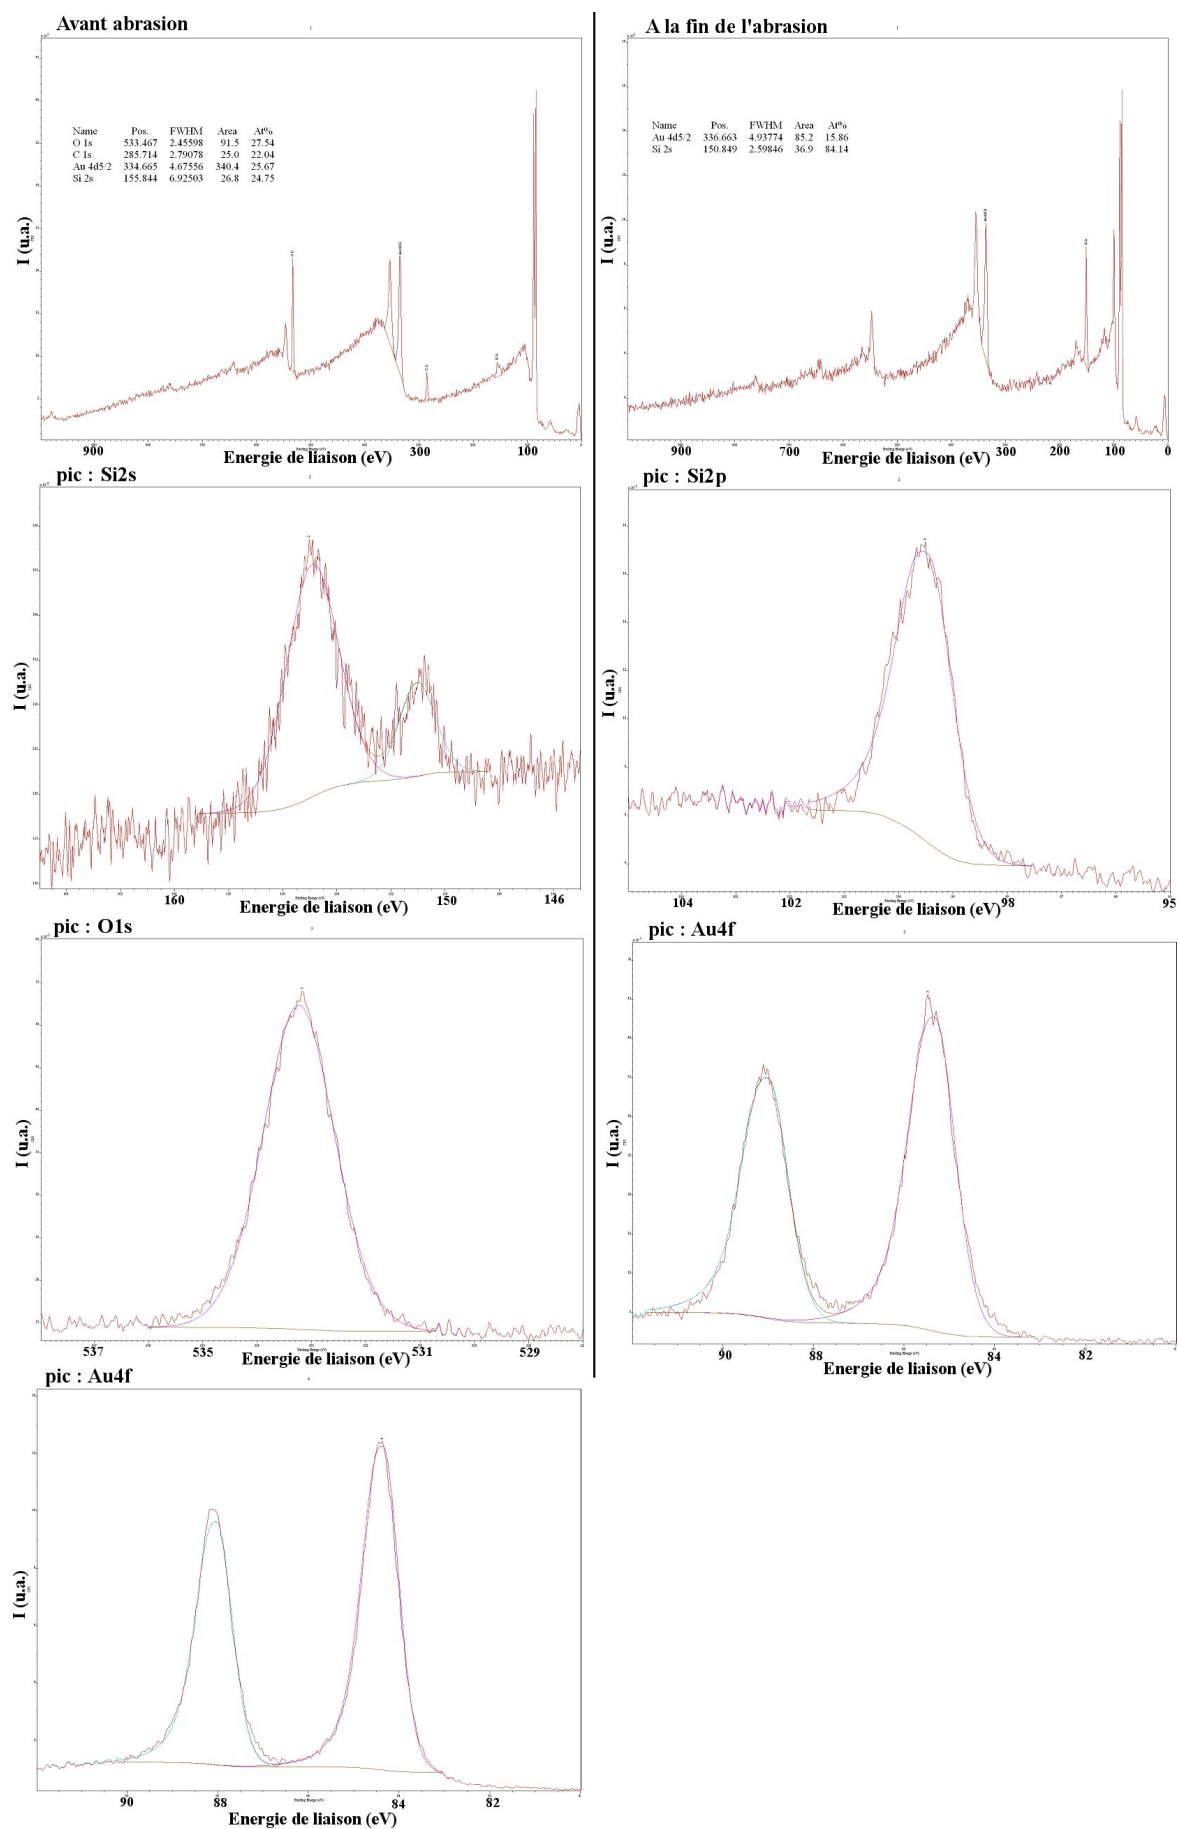 Avant abrasion
Name Pos. FWHM Area At%
O 1s 533.467 2.45598 91.5 27.54
C 1s 285.714 2.79078 25.0 22.04
Au 4d5/2 334.665 4.67556 340.4 25.67
Si 2s 155.844 6.92503 26.8 24.75
I (u.a.)
900 300 100
Energie de liaison (eV)
A la fin de l'abrasion
Name Pos. FWHM Area At%
Au 4d5/2 336.663 4.93774 85.2 15.86
Si 2s 150.849 2.59846 36.9 84.14
I (u.a.)
900 700 300 100 0
Energie de liaison (eV)
pic : Si2s
I (u.a.)
160 150 146
Energie de liaison (eV)
pic : Si2p
I (u.a.)
104 102 98 95
Energie de liaison (eV)
pic : O1s
I (u.a.)
537 535 531 529
Energie de liaison (eV)
pic : Au4f
I (u.a.)
90 88 84 82
Energie de liaison (eV)
pic : Au4f
I (u.a.)
90 88 84 82
Energie de liaison (eV)